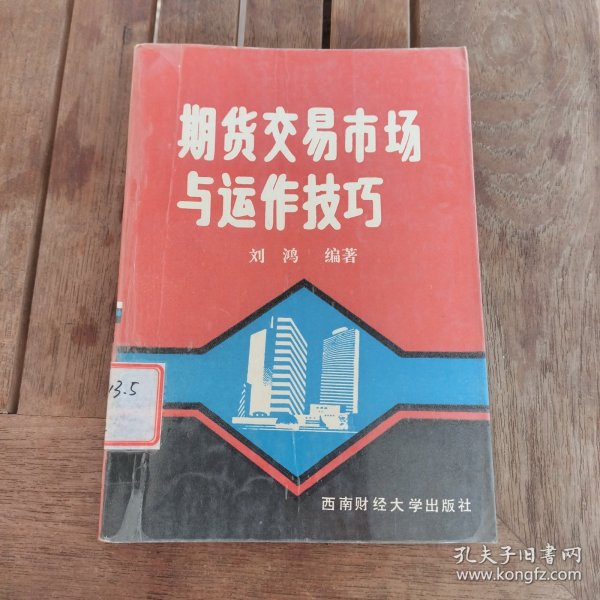 期货交易市场
与运作技巧
刘鸿 编著
13.5
西南财经大学出版社
孔夫子旧书网
www.kongfz.com